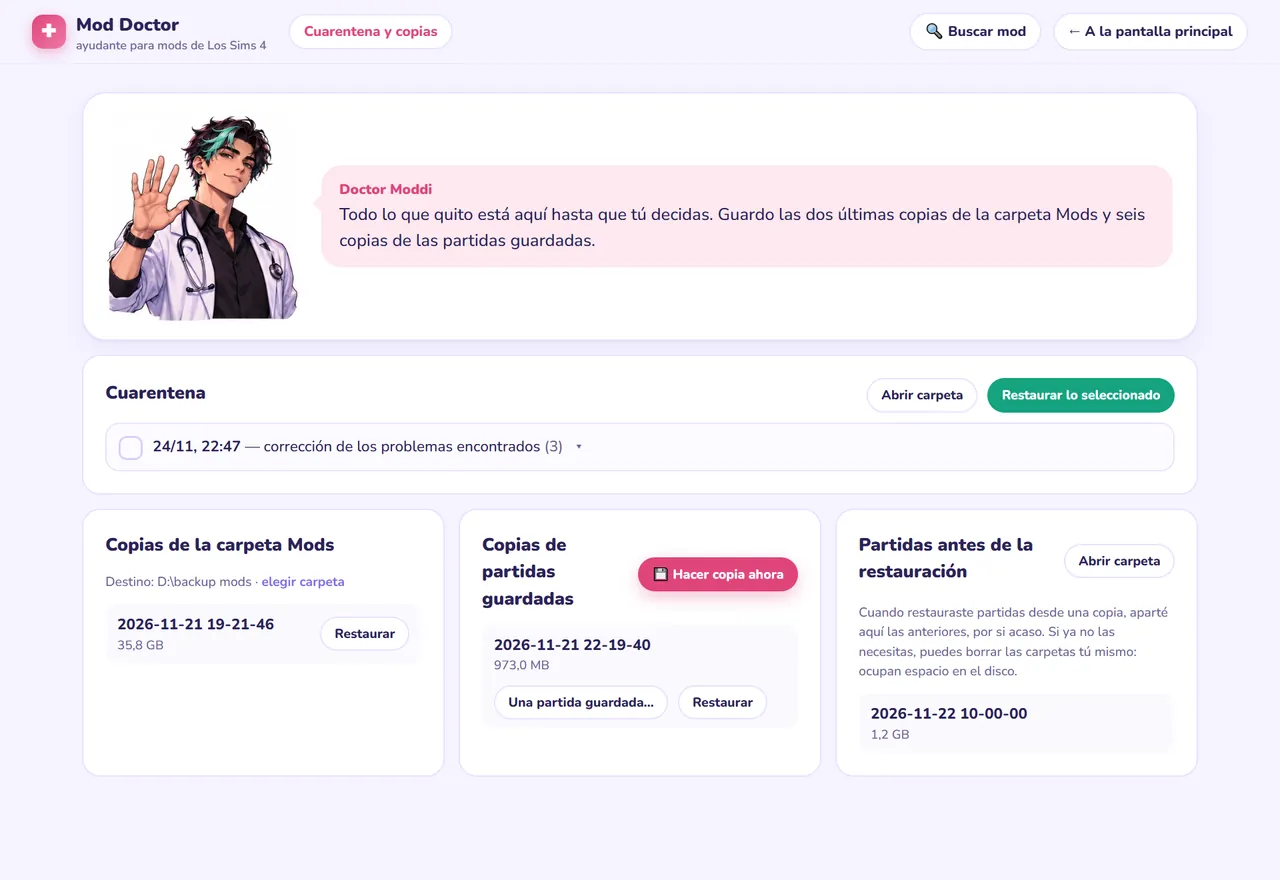 Mod Doctor
ayudante para mods de Los Sims 4
Cuarentena y copias
🔍 Buscar mod
← A la pantalla principal
Doctor Moddi
Todo lo que quito está aquí hasta que tú decidas. Guardo las dos últimas copias de la carpeta Mods y seis
copias de las partidas guardadas.
Cuarentena
Abrir carpeta
Restaurar lo seleccionado
24/11, 22:47 — corrección de los problemas encontrados (3) ▾
Copias de la carpeta Mods
Destino: D:\backup mods · elegir carpeta
2026-11-21 19-21-46
35,8 GB
Restaurar
Copias de
partidas
guardadas
💾 Hacer copia ahora
2026-11-21 22-19-40
973,0 MB
Una partida guardada...
Restaurar
Partidas antes de la
restauración
Abrir carpeta
Cuando restauraste partidas desde una copia, aparté
aquí las anteriores, por si acaso. Si ya no las
necesitas, puedes borrar las carpetas tú mismo:
ocupan espacio en el disco.
2026-11-22 10-00-00
1,2 GB